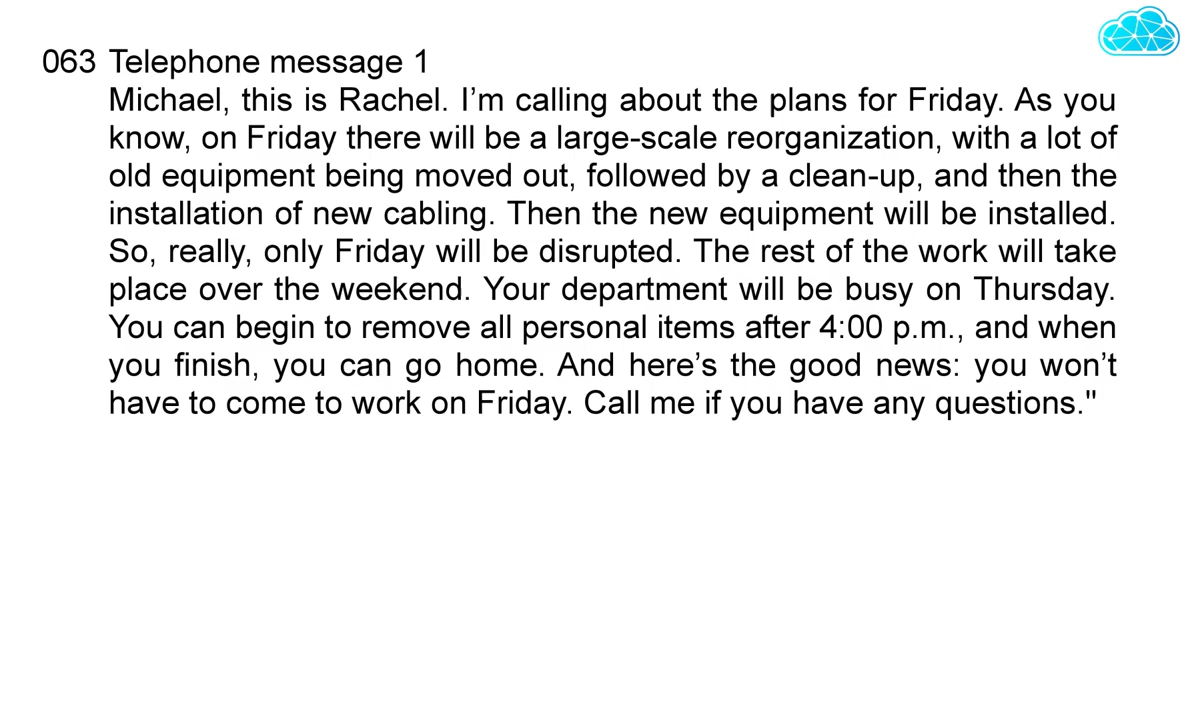 063 Telephone message 1
Michael, this is Rachel. I’m calling about the plans for Friday. As you
know, on Friday there will be a large-scale reorganization, with a lot of
old equipment being moved out, followed by a clean-up, and then the
installation of new cabling. Then the new equipment will be installed.
So, really, only Friday will be disrupted. The rest of the work will take
place over the weekend. Your department will be busy on Thursday.
You can begin to remove all personal items after 4:00 p.m., and when
you finish, you can go home. And here’s the good news: you won’t
have to come to work on Friday. Call me if you have any questions."